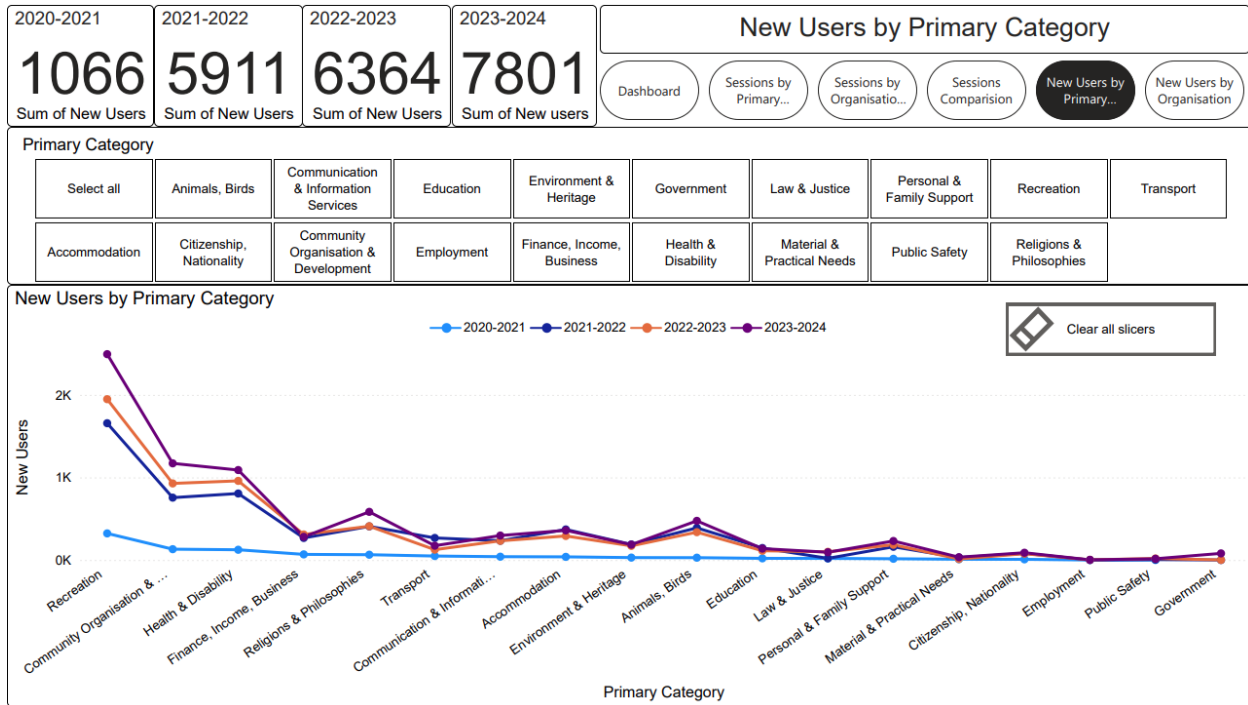 2020-2021
1066
Sum of New Users
2021-2022
5911
Sum of New Users
2022-2023
6364
Sum of New Users
2023-2024
7801
Sum of New users
New Users by Primary Category
Dashboard
Sessions by
Primary...
Sessions by
Organisatio...
Sessions
Comparision
New Users by
Primary...
New Users by
Organisation
Primary Category
Select all
Animals, Birds
Communication
& Information
Services
Education
Environment &
Heritage
Government
Law & Justice
Personal &
Family Support
Recreation
Transport
Accommodation
Citizenship,
Nationality
Community
Organisation &
Development
Employment
Finance, Income,
Business
Health &
Disability
Material &
Practical Needs
Public Safety
Religions &
Philosophies
New Users by Primary Category
2020-2021 2021-2022 2022-2023 2023-2024
Clear all slicers
New Users
2K
1K
0K
Recreation
Community Organisation & ...
Health & Disability
Finance, Income, Business
Religions & Philosophies
Transport
Communication & Informati...
Accommodation
Environment & Heritage
Animals, Birds
Education
Law & Justice
Personal & Family Support
Material & Practical Needs
Citizenship, Nationality
Employment
Public Safety
Government
Primary Category